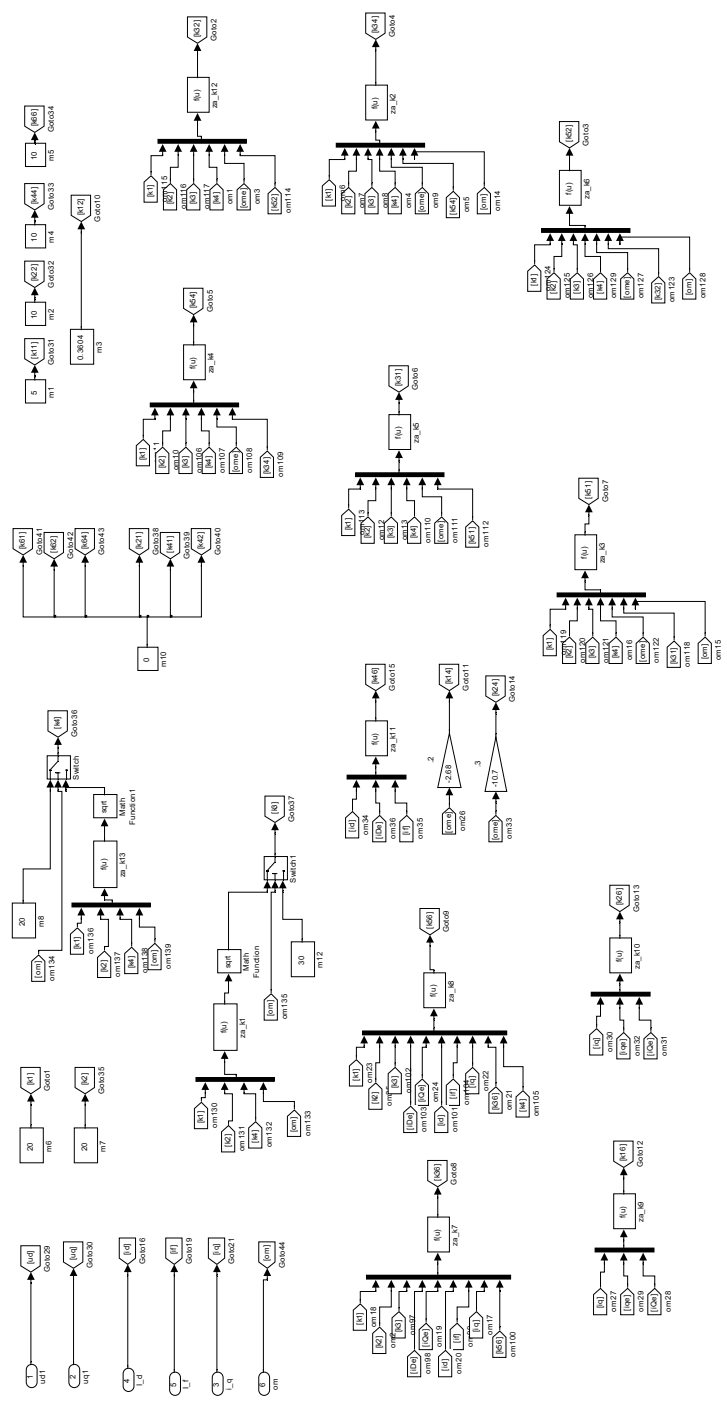 1
ud1
[ud]
Goto29
2
uq1
[uq]
Goto30
4
i_d
[id]
Goto16
5
i_f
[if]
Goto19
3
i_q
[iq]
Goto21
6
om
[om]
Goto44
20
m6
[k1]
Goto1
20
m7
[k2]
Goto35
20
m8
[om]
om134
[k1]
om136
[k2]
om137
[k4]
om138
[om]
om139
f(u)
za_k13
sqrt
Math
Function1
Switch
[k4]
Goto36
[k1]
om130
[k2]
om131
[k4]
om132
[om]
om133
f(u)
za_k1
sqrt
Math
Function
[om]
om135
30
m12
Switch1
[k3]
Goto37
0
m10
[k61]
Goto41
[k62]
Goto42
[k64]
Goto43
[k21]
Goto38
[k41]
Goto39
[k42]
Goto40
5
m1
[k11]
Goto31
10
m2
[k22]
Goto32
10
m4
[k44]
Goto33
10
m5
[k66]
Goto34
0.3604
m3
[k12]
Goto10
[k1]
[k2]
om10
[k3]
om106
[k4]
om107
[ome]
om108
[k34]
om109
f(u)
za_k4
[k54]
Goto5
[k1]
om115
[k2]
om116
[k3]
om117
[k4]
om1
[ome]
om3
[k52]
om114
f(u)
za_k12
[k32]
Goto2
[k1]
om18
[k2]
[k3]
om97
[iDe]
om98
[iQe]
om19
[id]
om20
[if]
[iq]
om17
[k56]
om100
f(u)
za_k7
[k36]
Goto8
[k1]
om23
[k2]
[k3]
om102
[iDe]
om103
[iQe]
om24
[id]
om101
[if]
om104
[iq]
om22
[k36]
om21
[k4]
om105
f(u)
za_k8
[k56]
Goto9
[id]
om34
[iDe]
om36
[if]
om35
f(u)
za_k11
[k46]
Goto15
[ome]
om26
-2.68
.2
[k14]
Goto11
[ome]
om33
-10.7
.3
[k24]
Goto14
[k1]
om113
[k2]
om12
[k3]
om13
[k4]
om110
[ome]
om111
[k51]
om112
f(u)
za_k5
[k31]
Goto6
[k1]
om6
[k2]
om7
[k3]
om8
[k4]
om4
[ome]
om9
[k54]
om5
[om]
om14
f(u)
za_k2
[k34]
Goto4
[iq]
om27
[iqe]
om29
[iQe]
om28
f(u)
za_k9
[k16]
Goto12
[iq]
om30
[iqe]
om32
[iQe]
om31
f(u)
za_k10
[k26]
Goto13
[k1]
om119
[k2]
om120
[k3]
om121
[k4]
om16
[ome]
om122
[k31]
om118
[om]
om15
f(u)
za_k3
[k51]
Goto7
[k1]
om124
[k2]
om125
[k3]
om126
[k4]
om129
[ome]
om127
[k32]
om123
[om]
om128
f(u)
za_k6
[k52]
Goto3